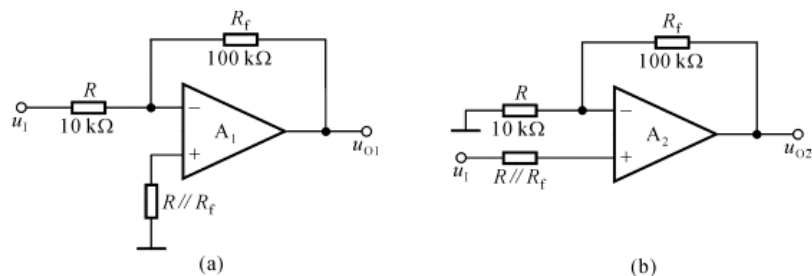 R_f
100 kΩ
R
10 kΩ
u_I
−
+
A_1
u_O1
R // R_f
(a)
R_f
100 kΩ
R
10 kΩ
−
+
A_2
u_I
R // R_f
u_O2
(b)